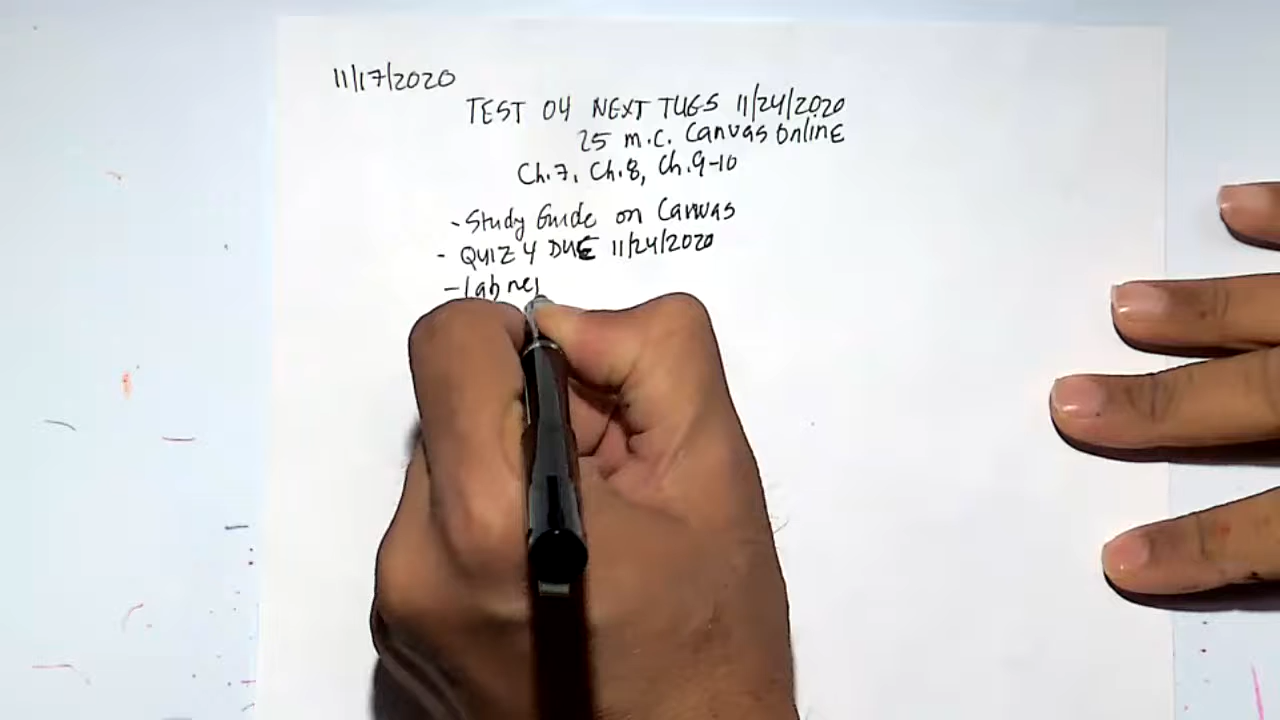 11/17/2020
TEST 04 NEXT TUES 11/24/2020
25 m.c. Canvas Online
Ch.7, Ch.8, Ch.9-10
- Study Guide on Canvas
- QUIZ 4 DUE 11/24/2020
- Lab